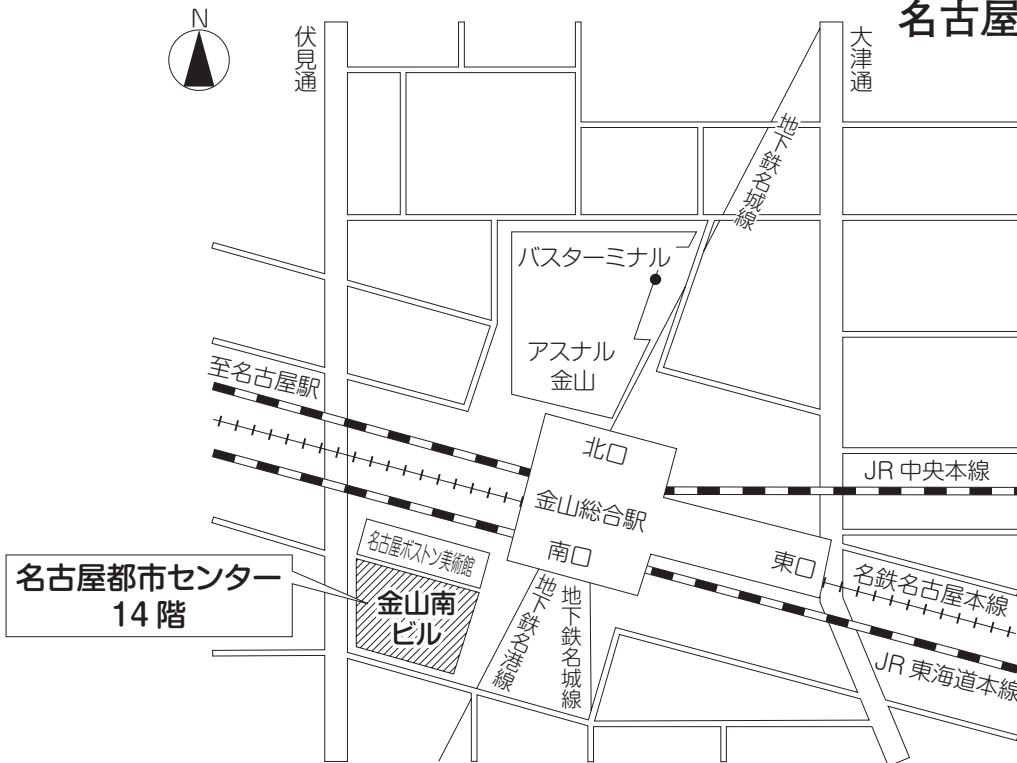 名古屋
N
伏見通
大津通
地下鉄名城線
バスターミナル
アスナル
金山
至名古屋駅
北口
JR 中央本線
金山総合駅
南口
東口
名古屋ボストン美術館
名鉄名古屋本線
名古屋都市センター
14 階
金山南
ビル
地下鉄名港線
地下鉄名城線
JR 東海道本線